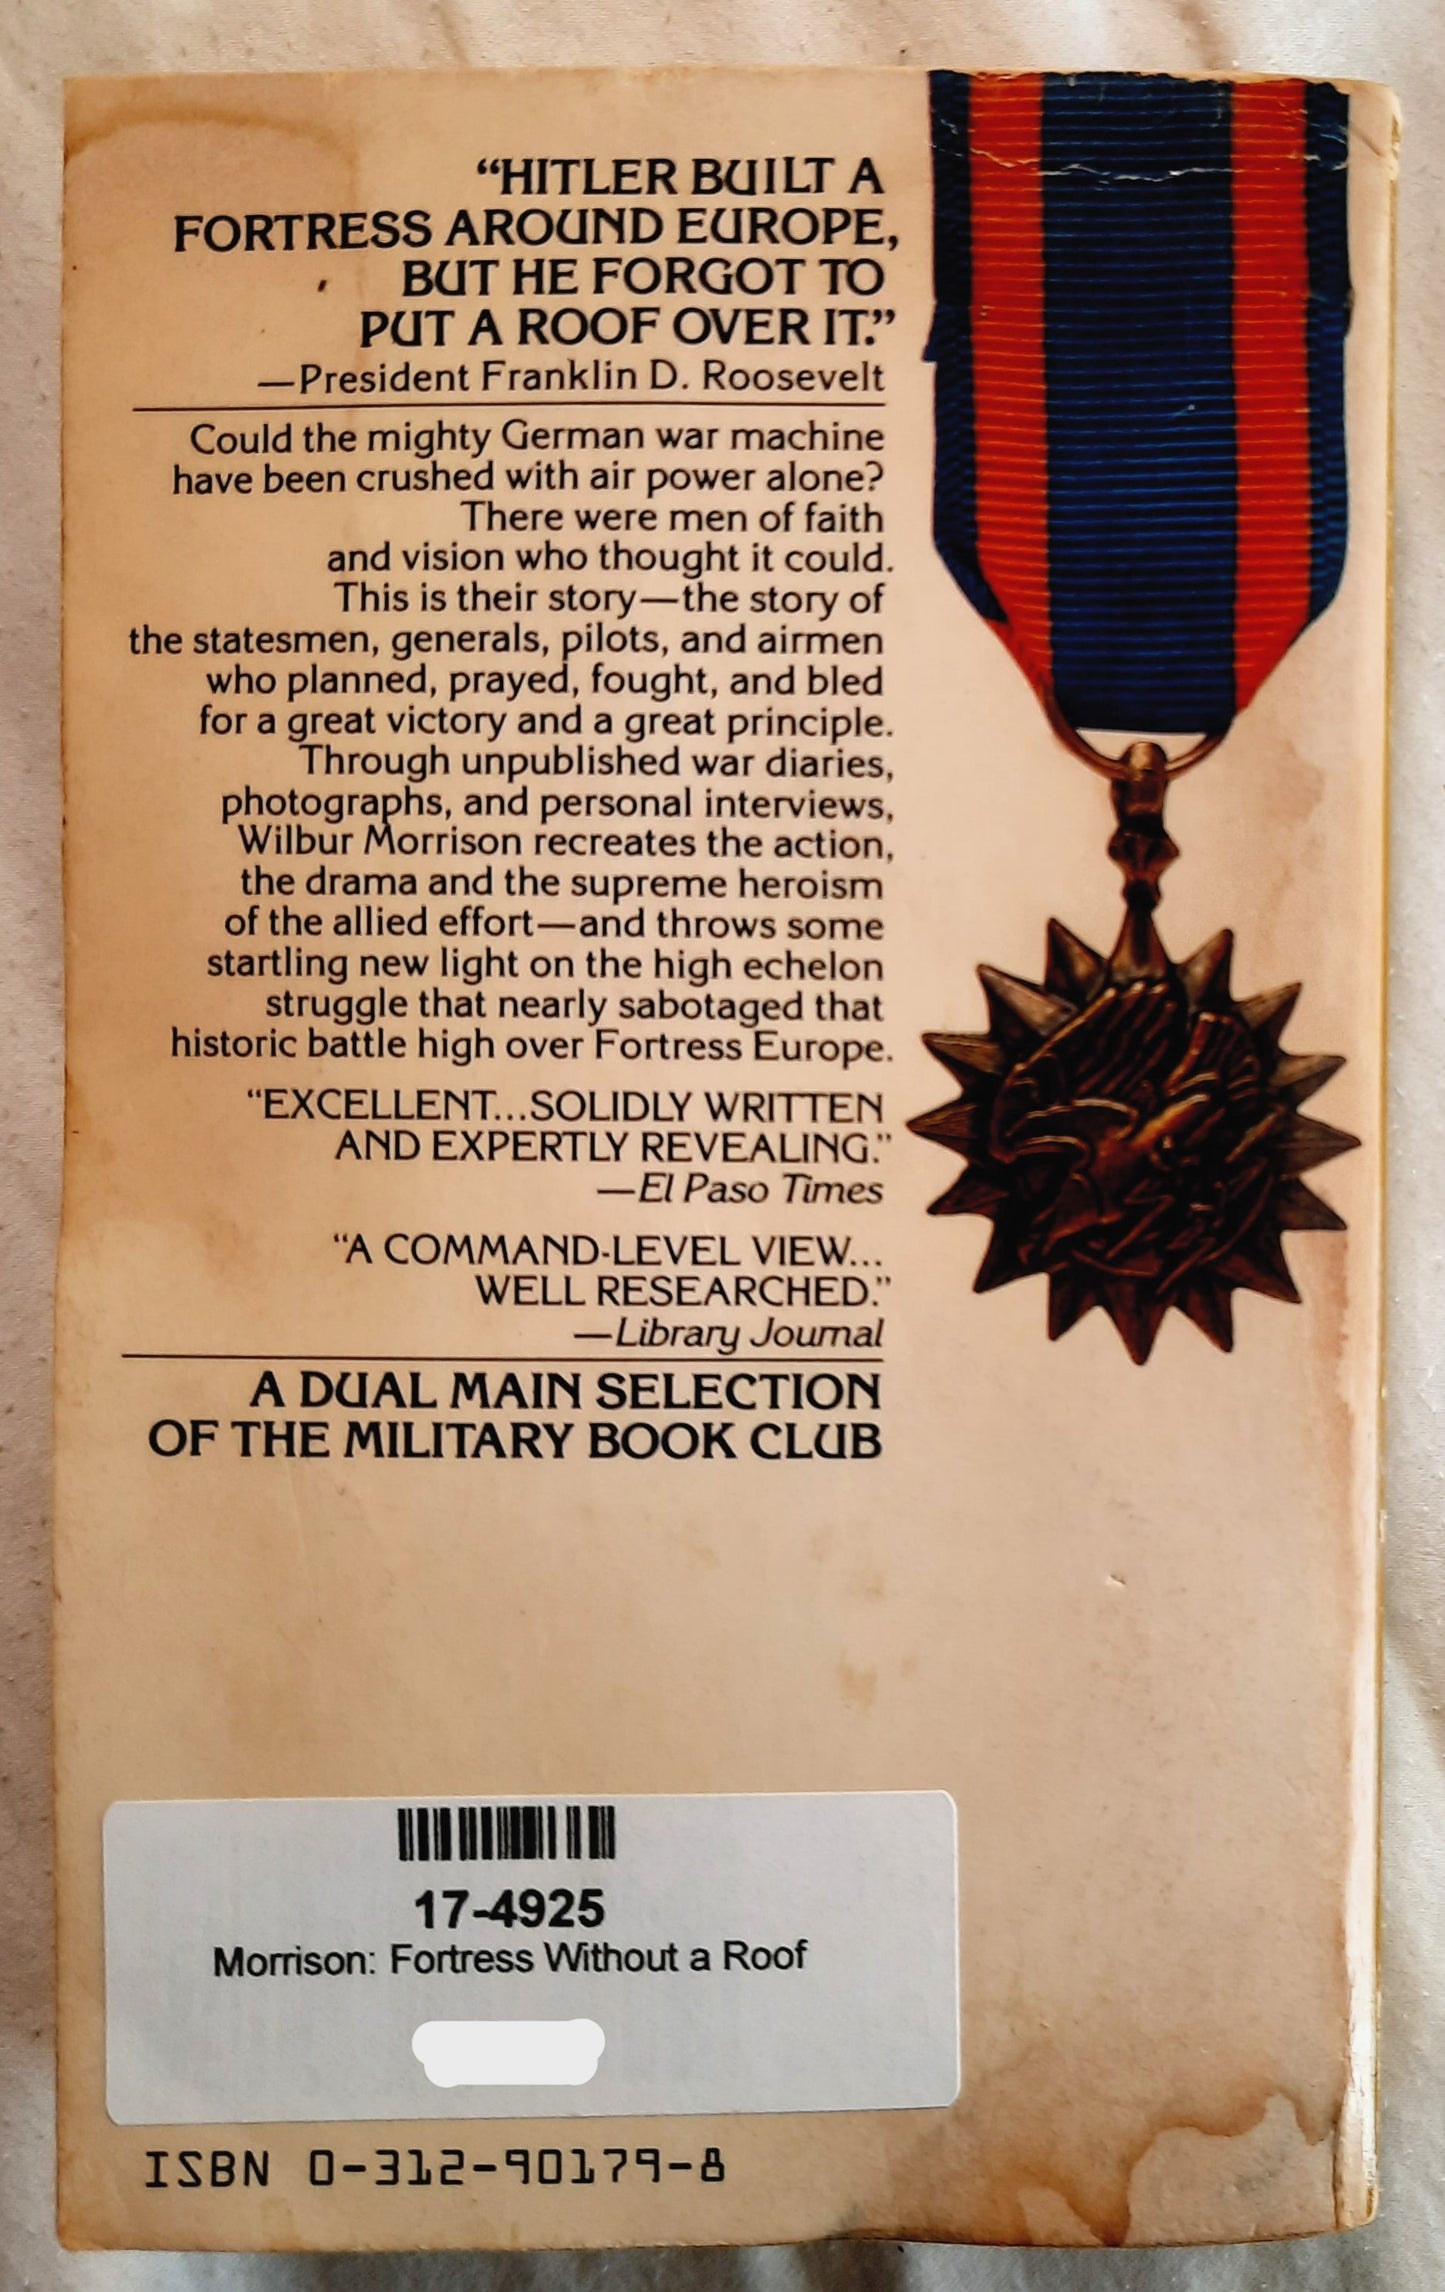 “HITLER BUILT A
FORTRESS AROUND EUROPE,
BUT HE FORGOT TO
PUT A ROOF OVER IT.”
—President Franklin D. Roosevelt
Could the mighty German war machine
have been crushed with air power alone?
There were men of faith
and vision who thought it could.
This is their story—the story of
the statesmen, generals, pilots, and airmen
who planned, prayed, fought, and bled
for a great victory and a great principle.
Through unpublished war diaries,
photographs, and personal interviews,
Wilbur Morrison recreates the action,
the drama and the supreme heroism
of the allied effort—and throws some
startling new light on the high echelon
struggle that nearly sabotaged that
historic battle high over Fortress Europe.
“EXCELLENT...SOLIDLY WRITTEN
AND EXPERTLY REVEALING.”
—El Paso Times
“A COMMAND-LEVEL VIEW...
WELL RESEARCHED.”
—Library Journal
A DUAL MAIN SELECTION
OF THE MILITARY BOOK CLUB
17-4925
Morrison: Fortress Without a Roof
ISBN 0-312-90179-8